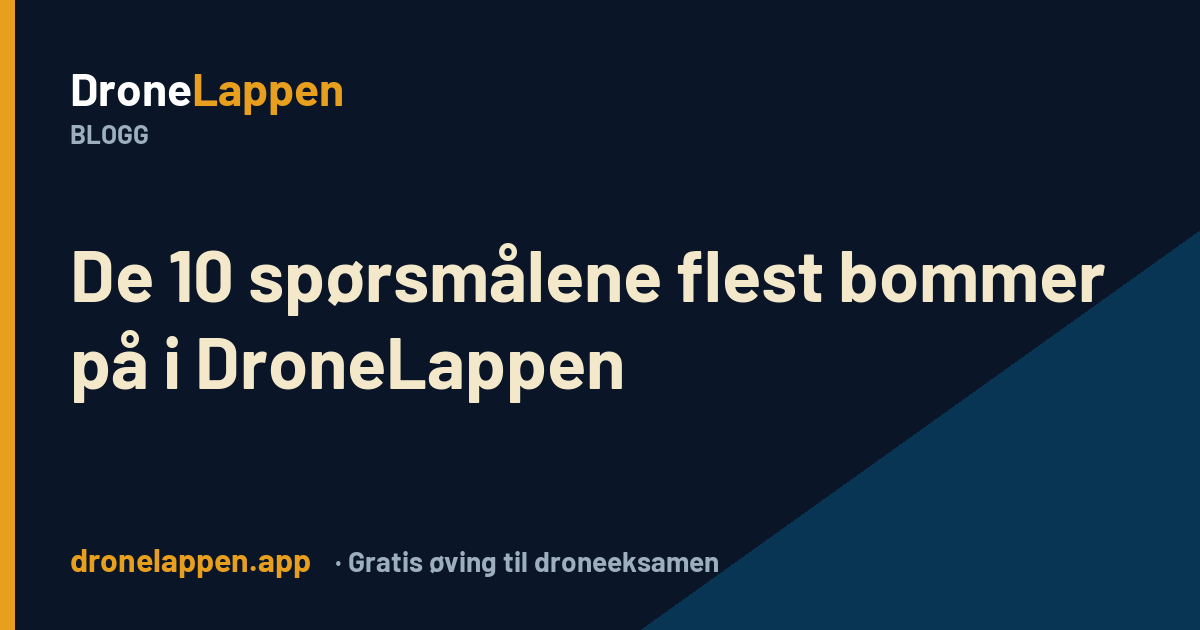 DroneLappen
BLOGG
De 10 spørsmålene flest bommer
på i DroneLappen
dronelappen.app · Gratis øving til droneeksamen